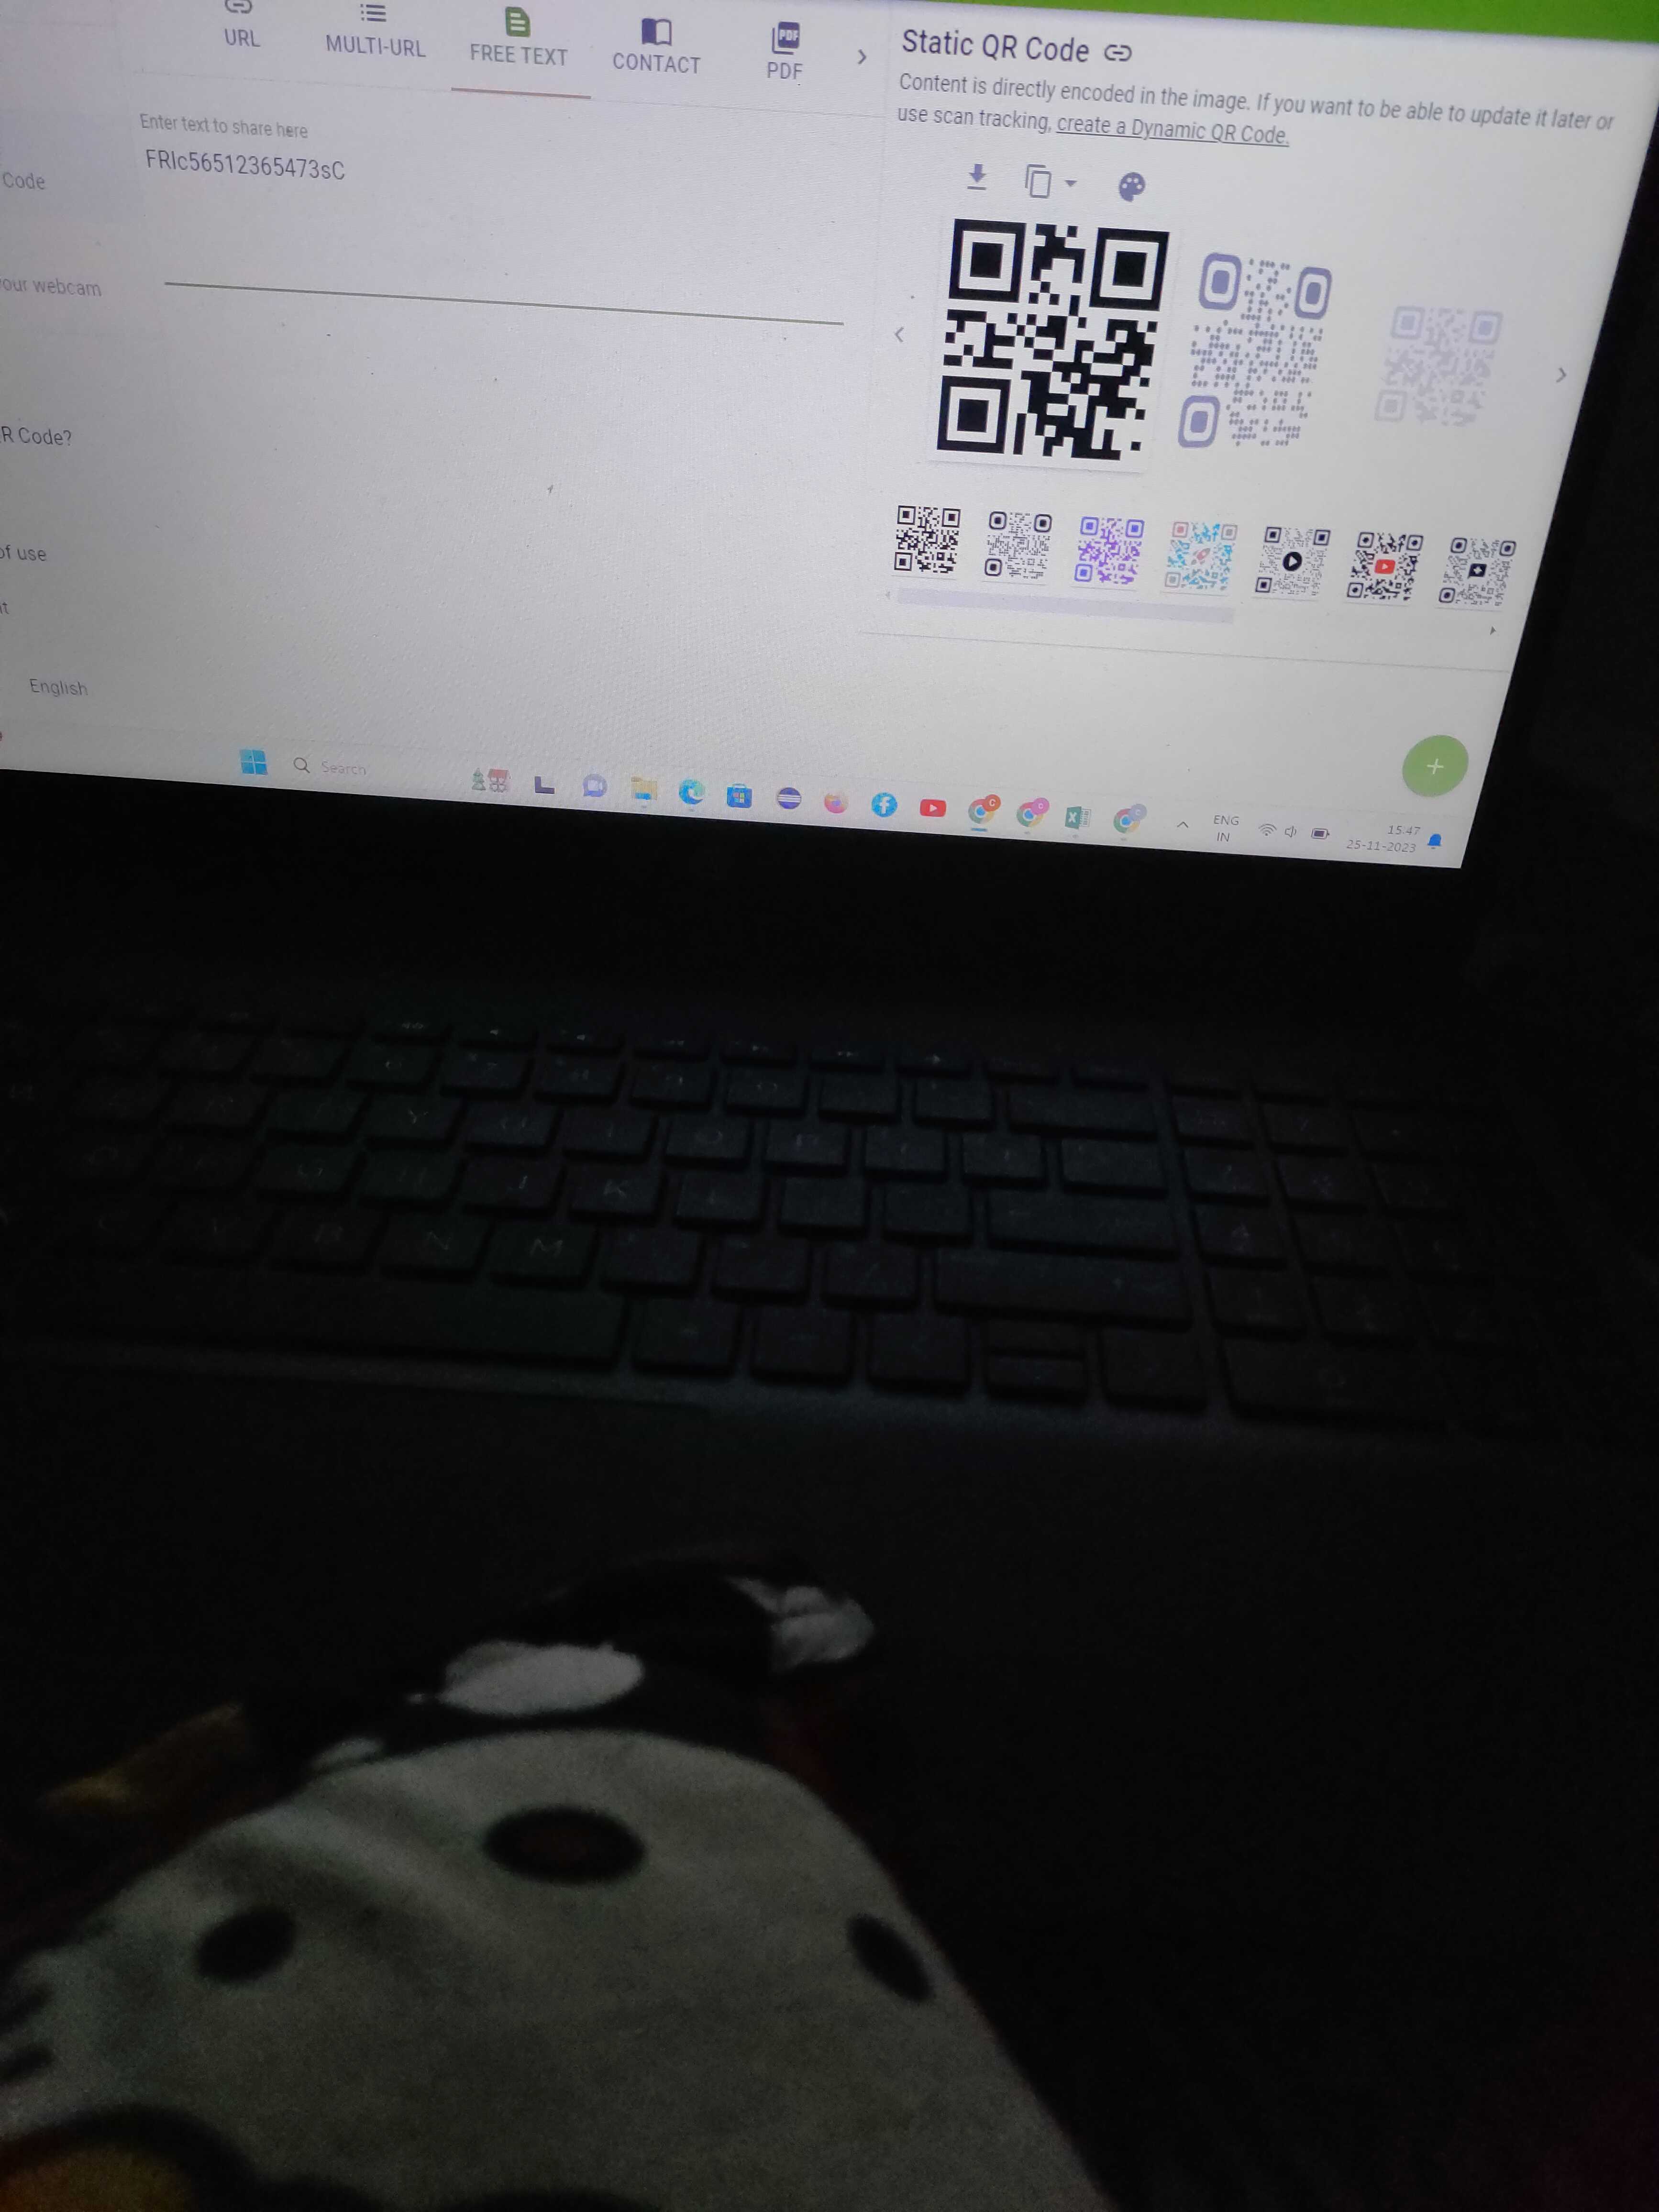 URL
MULTI-URL
FREE TEXT
CONTACT
PDF
PDF
Static QR Code
Content is directly encoded in the image. If you want to be able to update it later or
use scan tracking, create a Dynamic QR Code.
Enter text to share here
FRIc56512365473sC
Code
our webcam
R Code?
of use
English
Search
ENG
IN
15:47
25-11-2023
Y
K
N
M